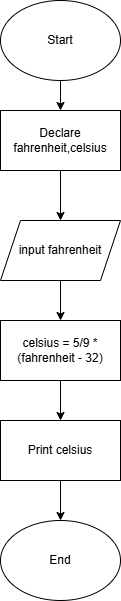 Start
Declare
fahrenheit,celsius
input fahrenheit
celsius = 5/9 *
(fahrenheit - 32)
Print celsius
End